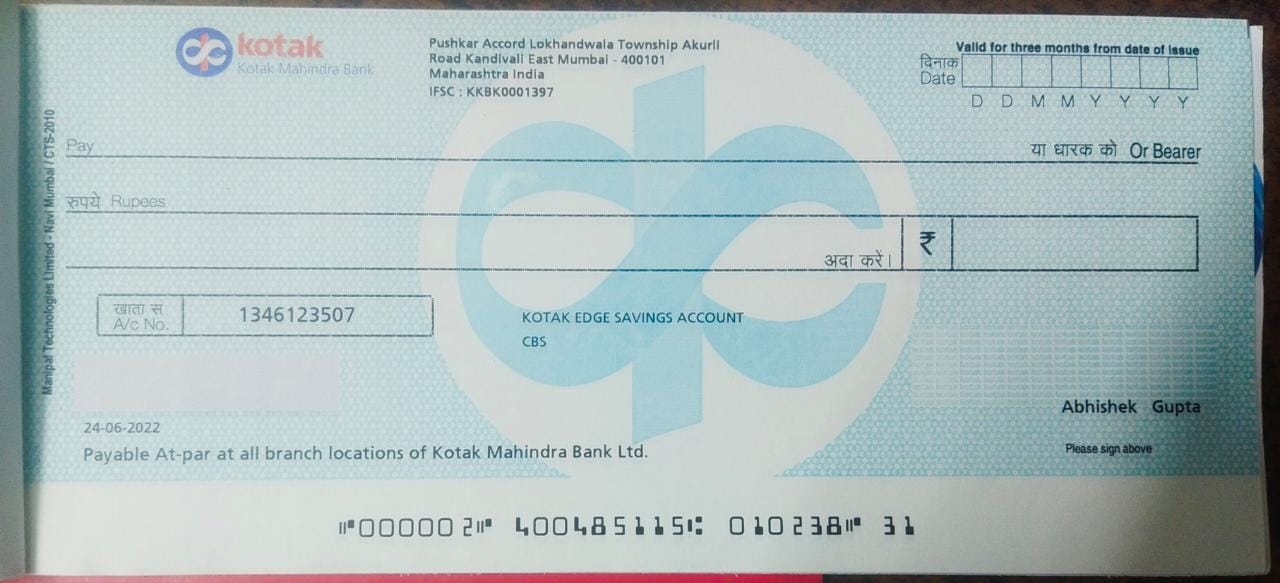 kotak
Kotak Mahindra Bank
Pushkar Accord Lokhandwala Township Akurli
Road Kandivali East Mumbai - 400101
Maharashtra India
IFSC : KKBK0001397
Valid for three months from date of issue
दिनांक
Date
D D M M Y Y Y Y
Pay
या धारक को Or Bearer
रुपये Rupees
अदा करें।
₹
खाता स
A/c No.
1346123507
KOTAK EDGE SAVINGS ACCOUNT
CBS
Manipal Technologies Limited - Navi Mumbai / CTS-2010
Abhishek Gupta
24-06-2022
Payable At-par at all branch locations of Kotak Mahindra Bank Ltd.
Please sign above
⑈000002⑈ 400485115⑆ 010238⑈ 31